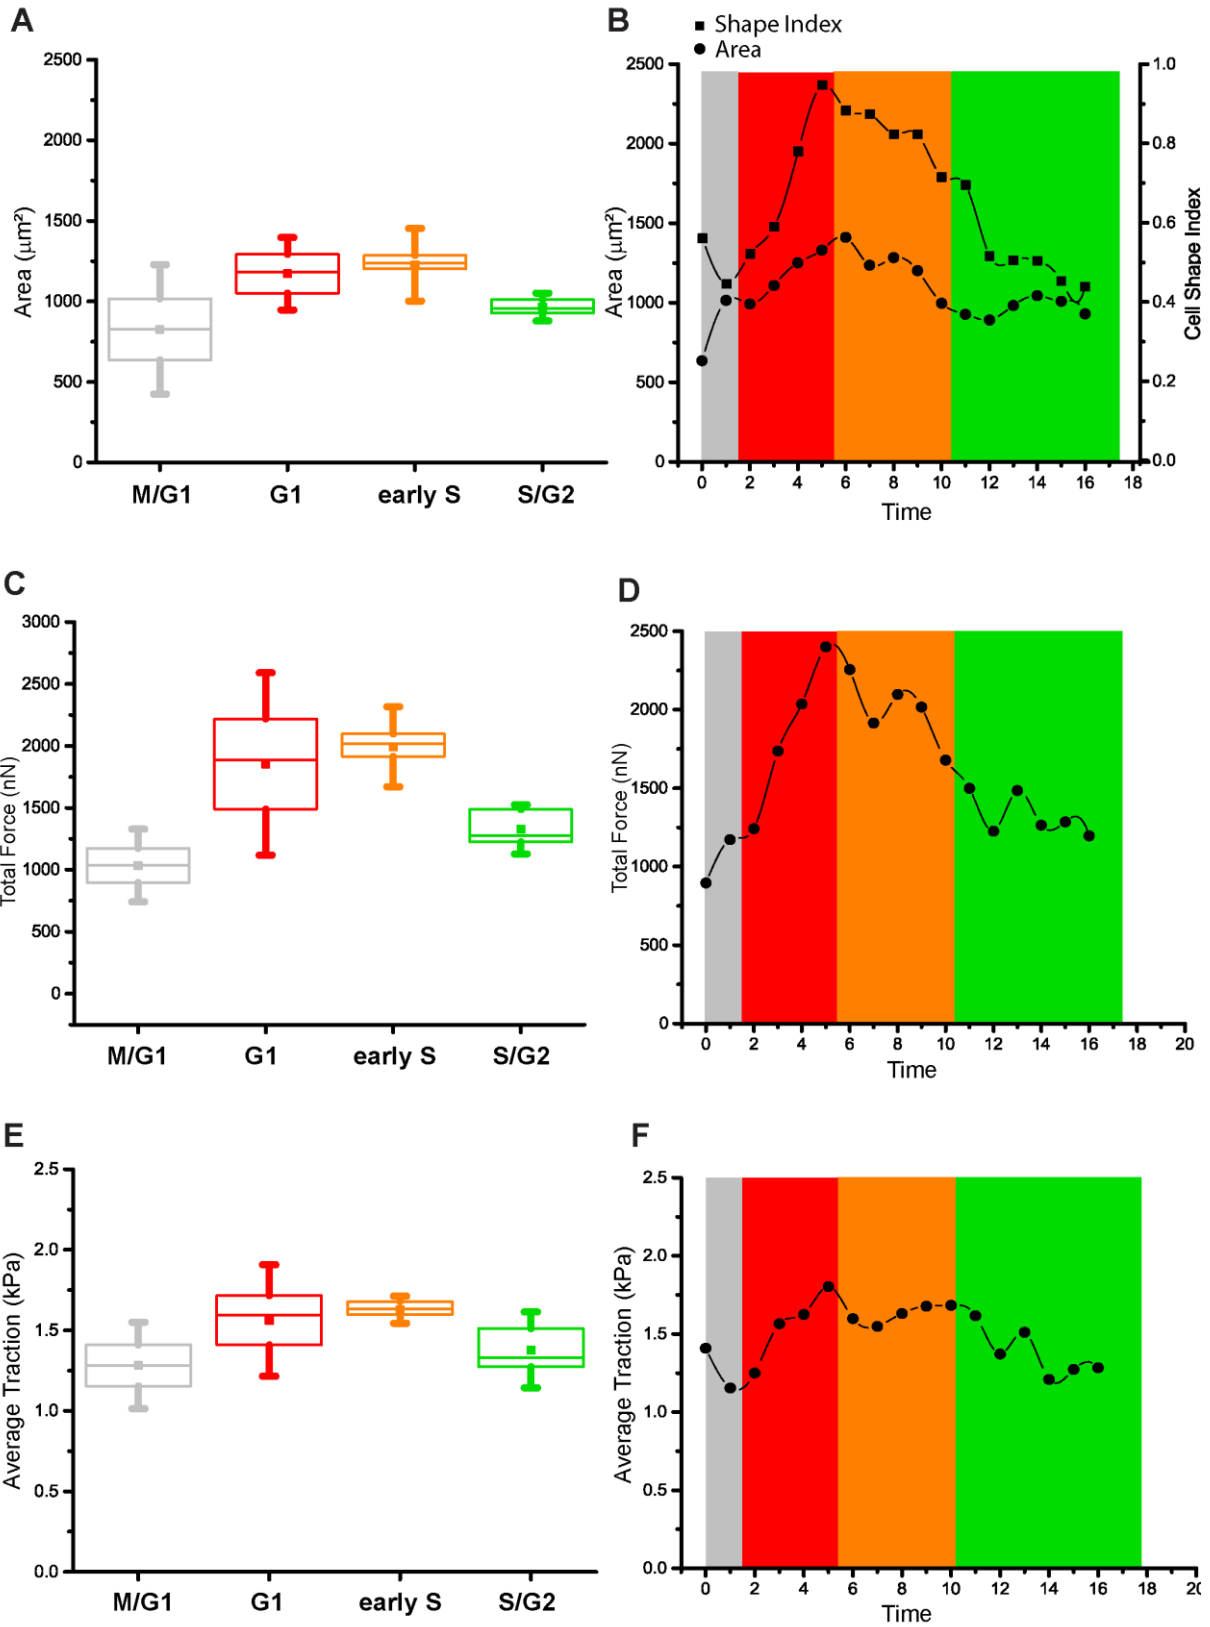 A
2500
2000
1500
1000
500
0
Area (μm²)
M/G1 G1 early S S/G2
B
Shape Index
Area
2500
2000
1500
1000
500
0
Area (μm²)
1.0
0.8
0.6
0.4
0.2
0.0
Cell Shape Index
0 2 4 6 8 10 12 14 16 18
Time
C
3000
2500
2000
1500
1000
500
0
Total Force (nN)
M/G1 G1 early S S/G2
D
2500
2000
1500
1000
500
0
Total Force (nN)
0 2 4 6 8 10 12 14 16 18 20
Time
E
2.5
2.0
1.5
1.0
0.5
0.0
Average Traction (kPa)
M/G1 G1 early S S/G2
F
2.5
2.0
1.5
1.0
0.5
0.0
Average Traction (kPa)
0 2 4 6 8 10 12 14 16 18 20
Time